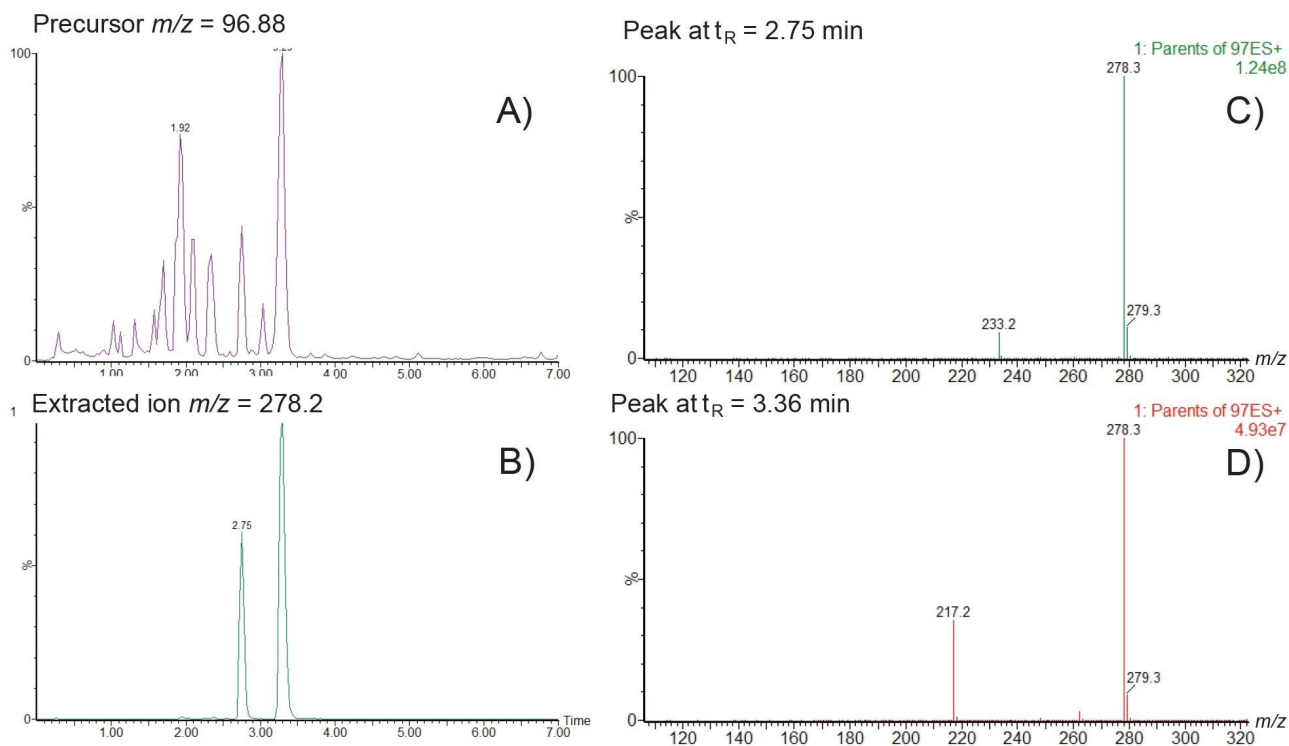 Precursor m/z = 96.88
A)
100
%
0
1.92
1.00 2.00 3.00 4.00 5.00 6.00 7.00
Extracted ion m/z = 278.2
B)
1
%
0
2.75
1.00 2.00 3.00 4.00 5.00 6.00 7.00
Time
Peak at tR = 2.75 min
1: Parents of 97ES+
1.24e8
C)
100
%
0
278.3
279.3
233.2
120 140 160 180 200 220 240 260 280 300 320 m/z
Peak at tR = 3.36 min
1: Parents of 97ES+
4.93e7
D)
100
%
0
278.3
279.3
217.2
120 140 160 180 200 220 240 260 280 300 320 m/z